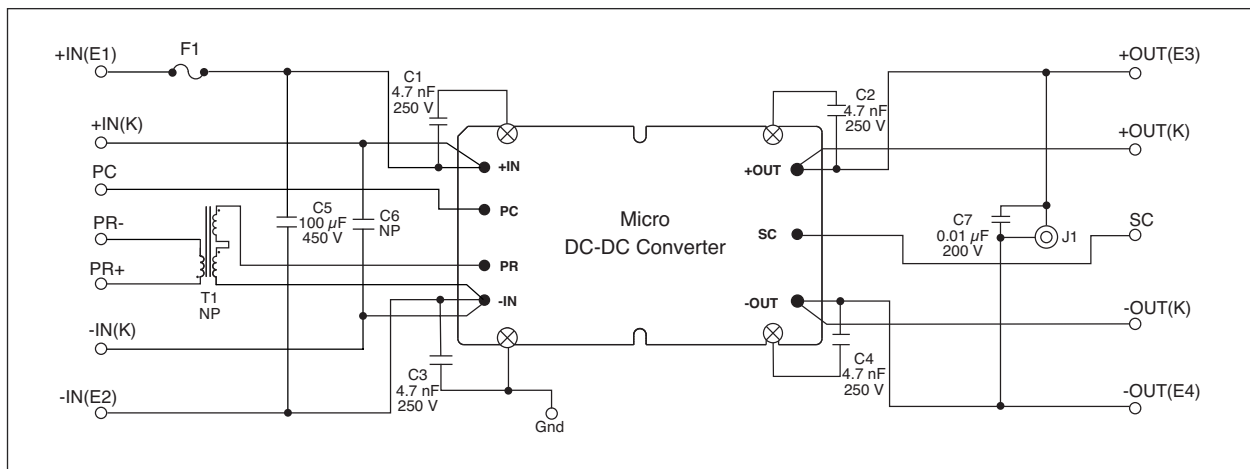 +IN(E1)
F1
+IN(K)
PC
PR-
PR+
T1
NP
-IN(K)
-IN(E2)
C5
100 µF
450 V
C6
NP
C1
4.7 nF
250 V
C3
4.7 nF
250 V
Gnd
+IN
PC
PR
-IN
Micro
DC-DC Converter
+OUT
SC
-OUT
C2
4.7 nF
250 V
C4
4.7 nF
250 V
C7
0.01 µF
200 V
J1
+OUT(E3)
+OUT(K)
SC
-OUT(K)
-OUT(E4)